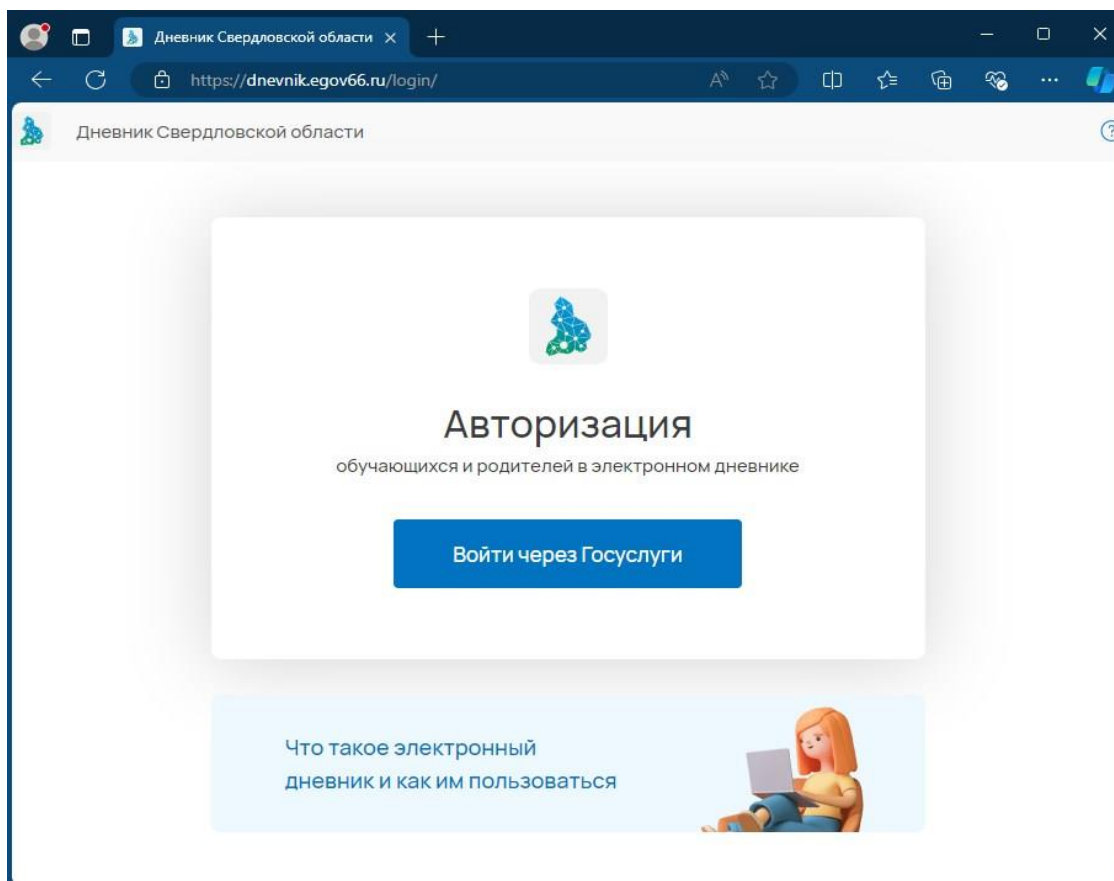 Дневник Свердловской области
https://dnevnik.egov66.ru/login/
Дневник Свердловской области
Авторизация
обучающихся и родителей в электронном дневнике
Войти через Госуслуги
Что такое электронный
дневник и как им пользоваться